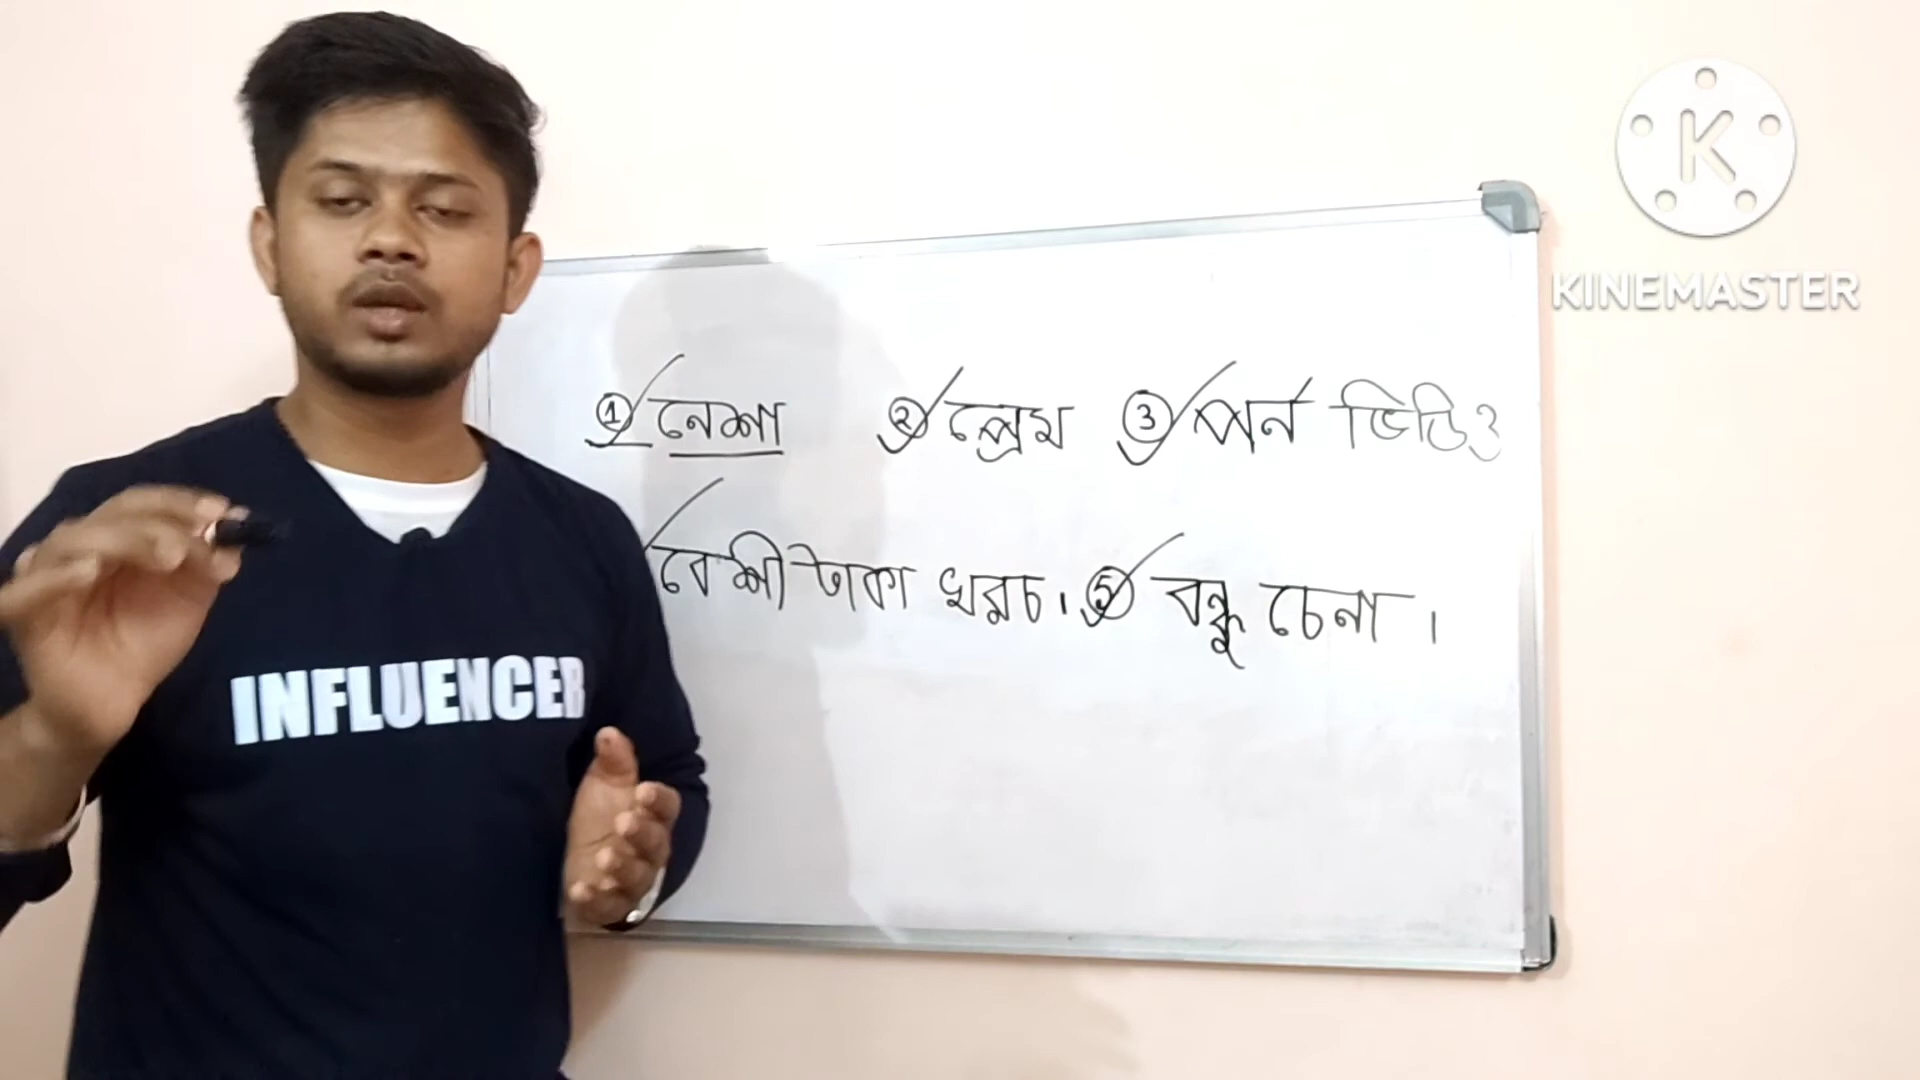 KINEMASTER
① নেশা ② প্রেম ③ পর্ন ভিডিও
বেশী টাকা খরচ। ⑤ বন্ধু চেনা।
INFLUENCER